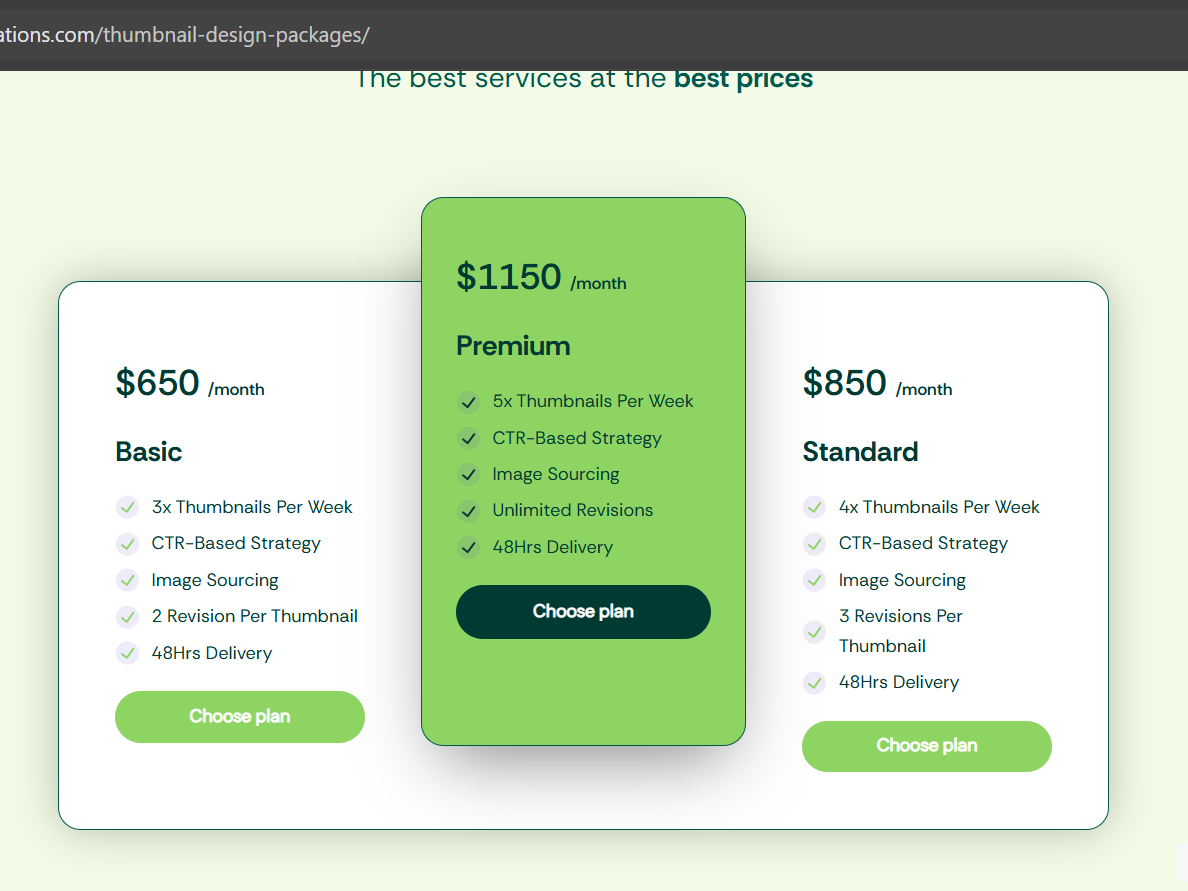 ations.com/thumbnail-design-packages/
The best services at the best prices
$650 /month
Basic
3x Thumbnails Per Week
CTR-Based Strategy
Image Sourcing
2 Revision Per Thumbnail
48Hrs Delivery
Choose plan
$1150 /month
Premium
5x Thumbnails Per Week
CTR-Based Strategy
Image Sourcing
Unlimited Revisions
48Hrs Delivery
Choose plan
$850 /month
Standard
4x Thumbnails Per Week
CTR-Based Strategy
Image Sourcing
3 Revisions Per
Thumbnail
48Hrs Delivery
Choose plan